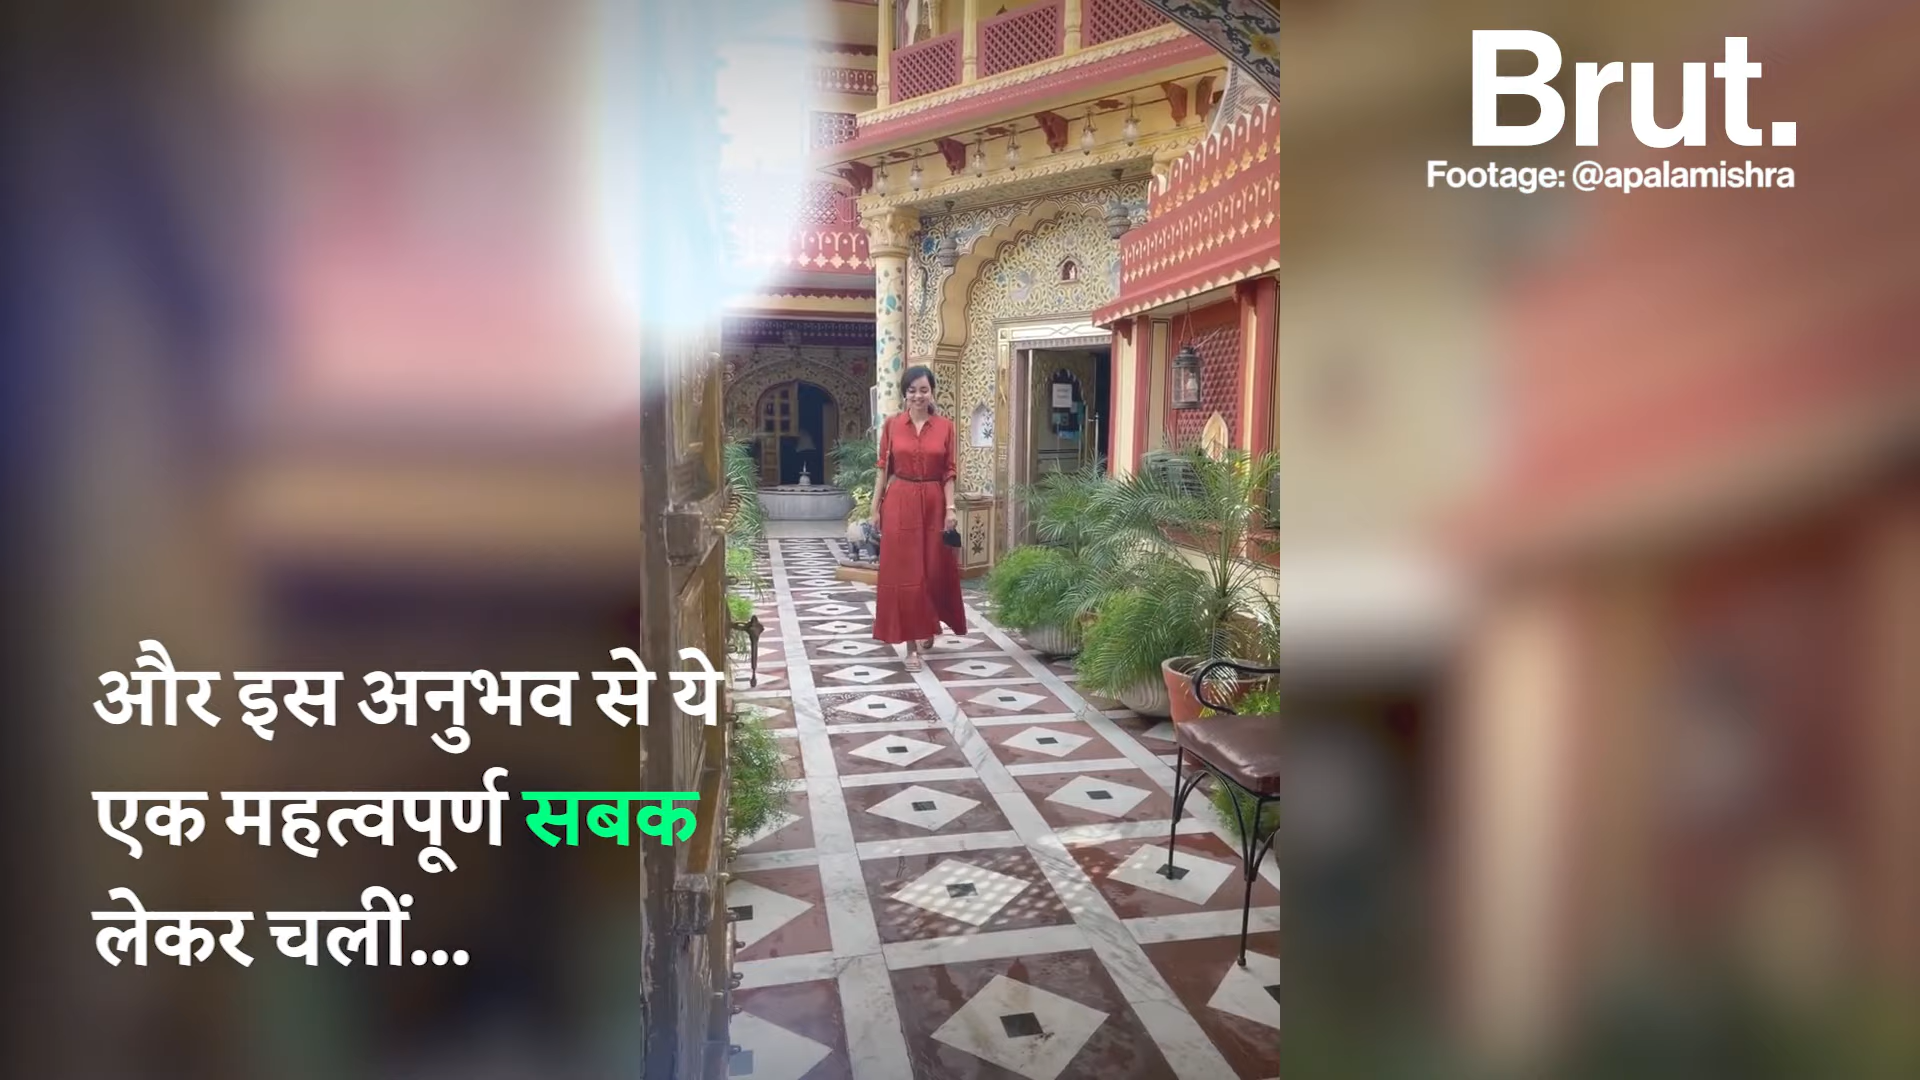 Brut.
Footage: @apalamishra
और इस अनुभव से ये
एक महत्वपूर्ण सबक
लेकर चलीं...